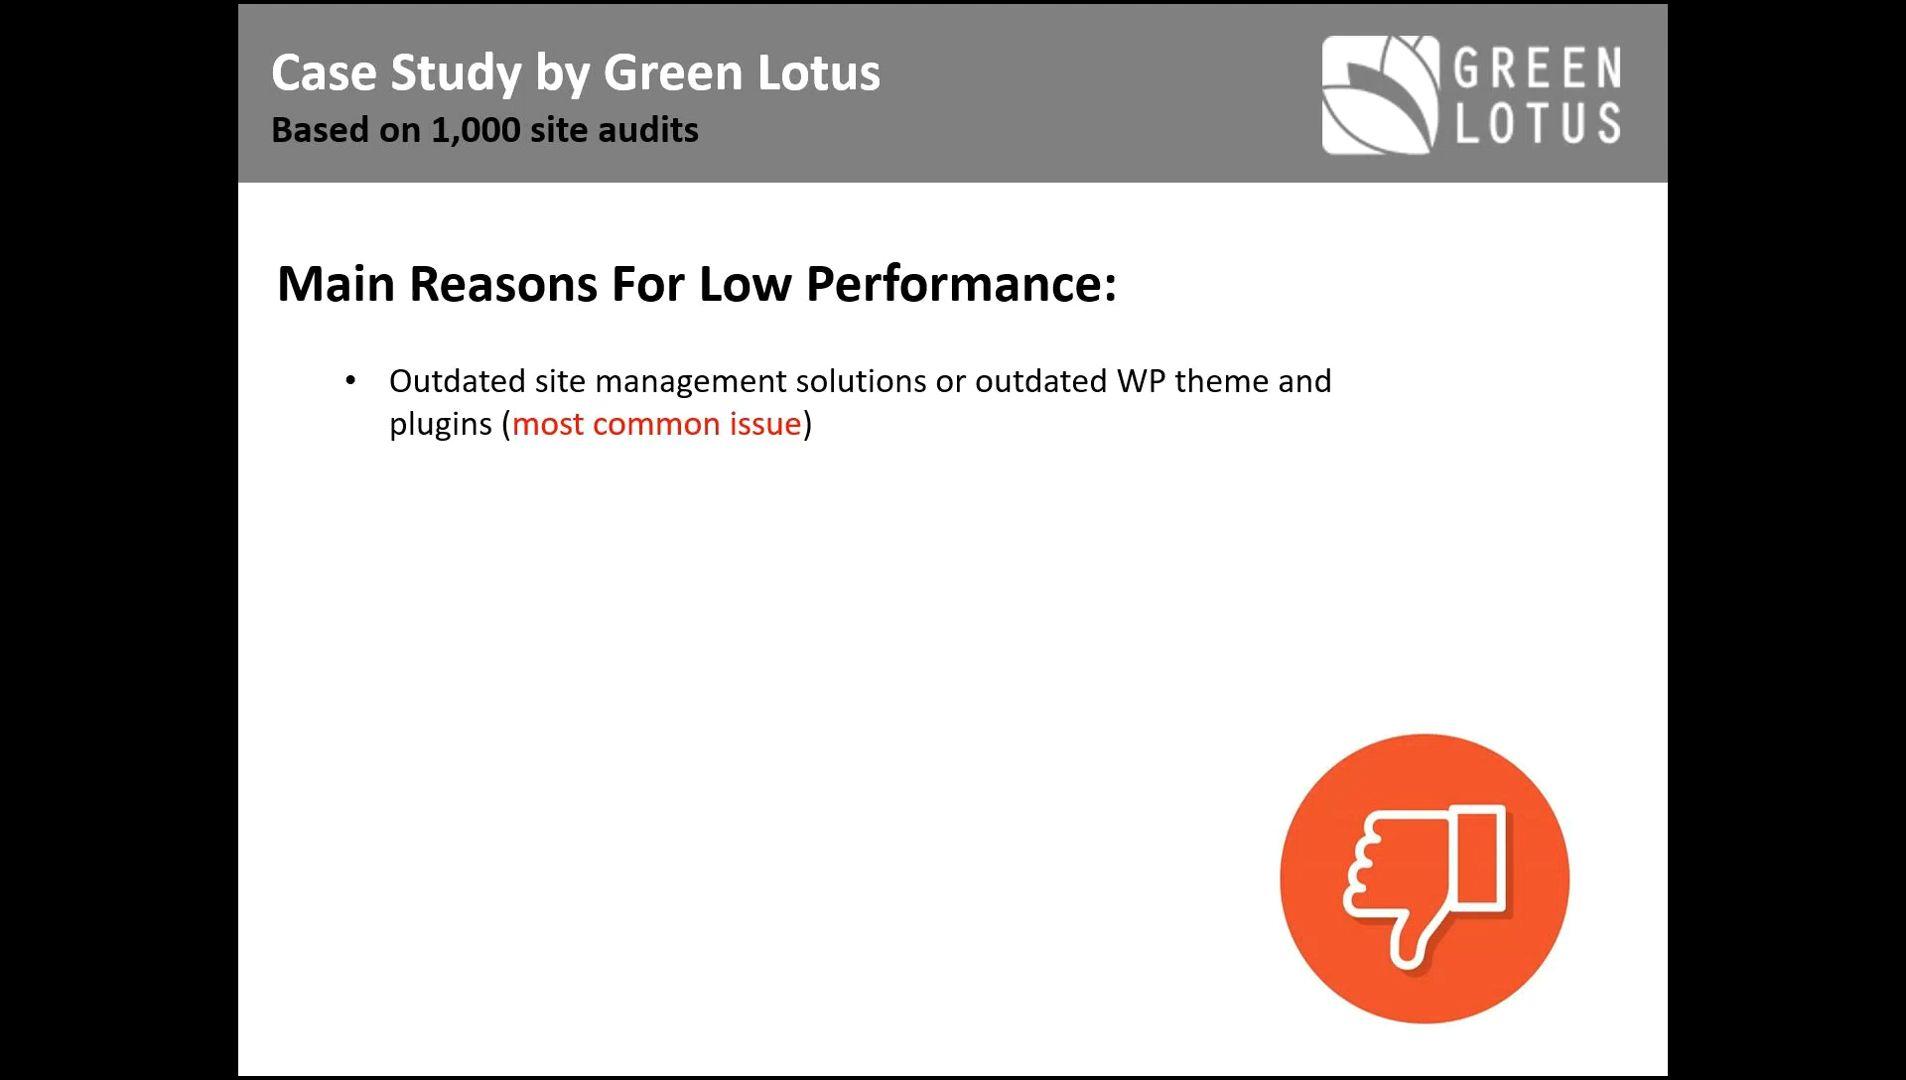 Case Study by Green Lotus
Based on 1,000 site audits
GREEN
LOTUS
Main Reasons For Low Performance:
• Outdated site management solutions or outdated WP theme and
plugins (most common issue)